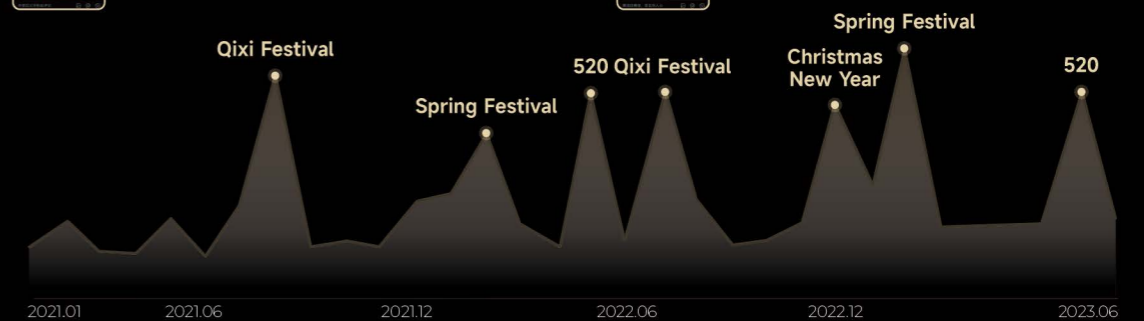 Spring Festival
Qixi Festival
Christmas
New Year
520 Qixi Festival
520
Spring Festival
2021.01 2021.06 2021.12 2022.06 2022.12 2023.06